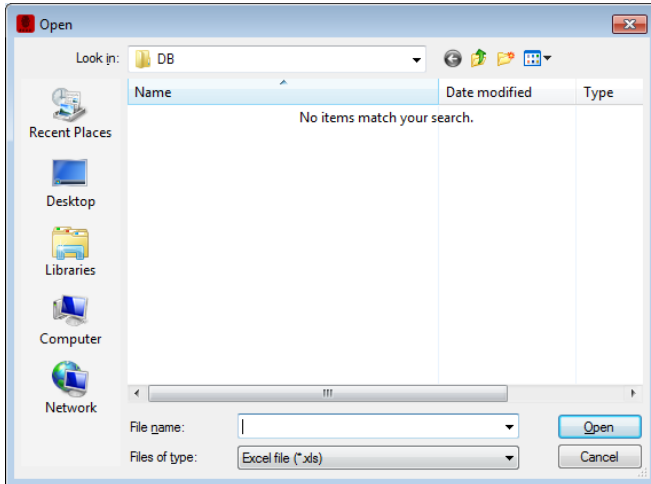 Open
Look in: DB
Name Date modified Type
No items match your search.
Recent Places
Desktop
Libraries
Computer
Network
File name: Open
Files of type: Excel file (*.xls) Cancel